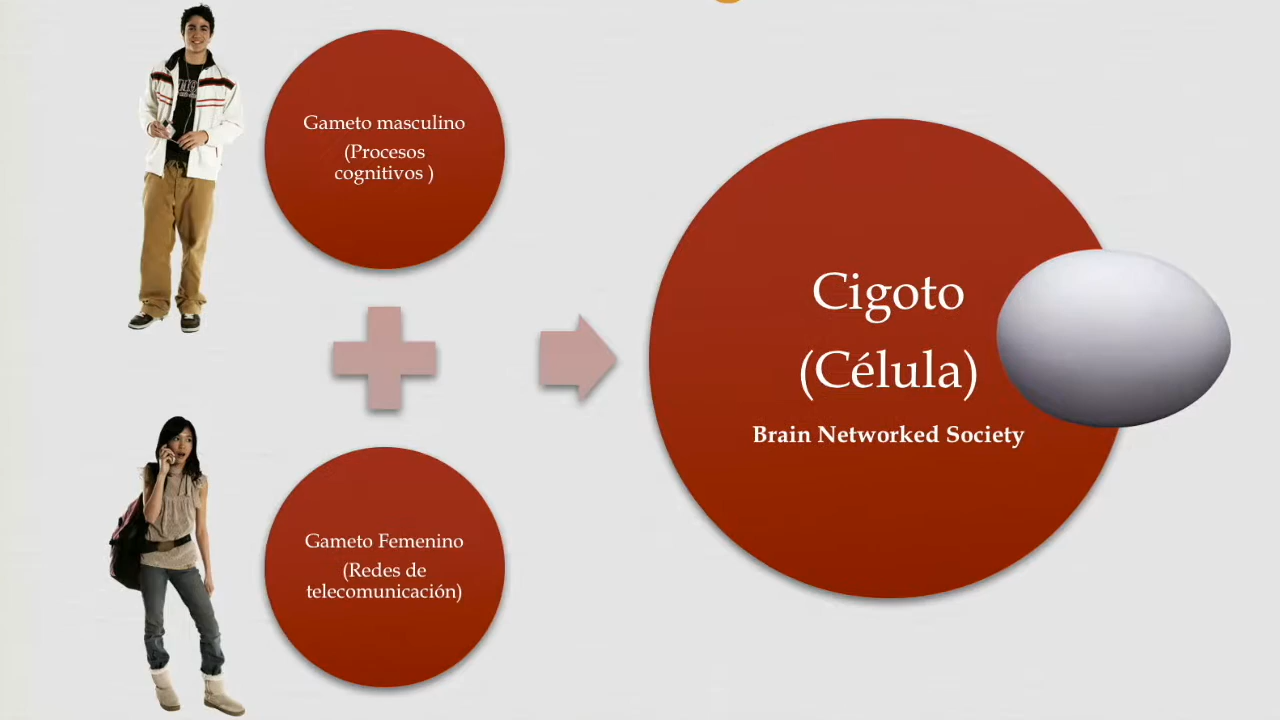 Gameto masculino
(Procesos
cognitivos )
Gameto Femenino
(Redes de
telecomunicación)
Cigoto
(Célula)
Brain Networked Society